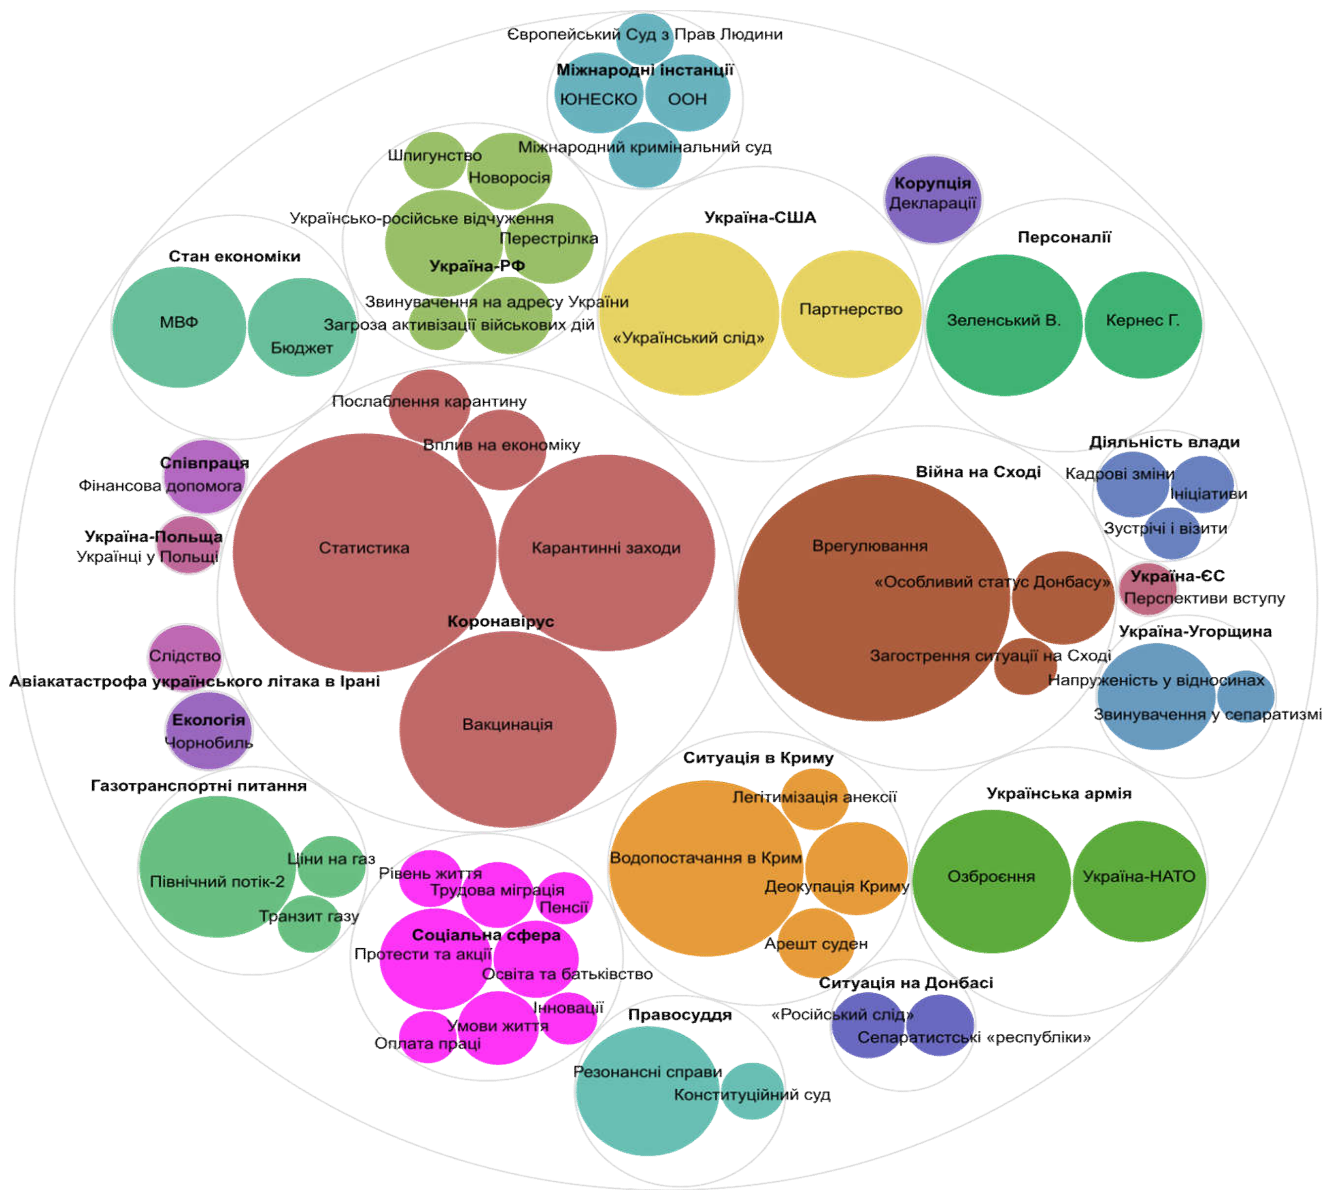 Європейський Суд з Прав Людини
Міжнародні інстанції
ЮНЕСКО
ООН
Міжнародний кримінальний суд
Шпигунство
Новоросія
Українсько-російське відчуження
Перестрілка
Україна-РФ
Звинувачення на адресу України
Загроза активізації військових дій
Корупція
Декларації
Україна-США
«Український слід»
Партнерство
Персоналії
Зеленський В.
Кернес Г.
Стан економіки
МВФ
Бюджет
Послаблення карантину
Вплив на економіку
Статистика
Карантинні заходи
Коронавірус
Вакцинація
Співпраця
Фінансова допомога
Україна-Польща
Українці у Польщі
Війна на Сході
Врегулювання
«Особливий статус Донбасу»
Загострення ситуації на Сході
Діяльність влади
Кадрові зміни
Ініціативи
Зустрічі і візити
Україна-ЄС
Перспективи вступу
Україна-Угорщина
Напруженість у відносинах
Звинувачення у сепаратизмі
Слідство
Авіакатастрофа українського літака в Ірані
Екологія
Чорнобиль
Газотранспортні питання
Північний потік-2
Ціни на газ
Транзит газу
Ситуація в Криму
Легітимізація анексії
Водопостачання в Крим
Деокупація Криму
Арешт суден
Українська армія
Озброєння
Україна-НАТО
Рівень життя
Трудова міграція
Пенсії
Соціальна сфера
Протести та акції
Освіта та батьківство
Інновації
Умови життя
Оплата праці
Ситуація на Донбасі
«Російський слід»
Сепаратистські «республіки»
Правосуддя
Резонансні справи
Конституційний суд